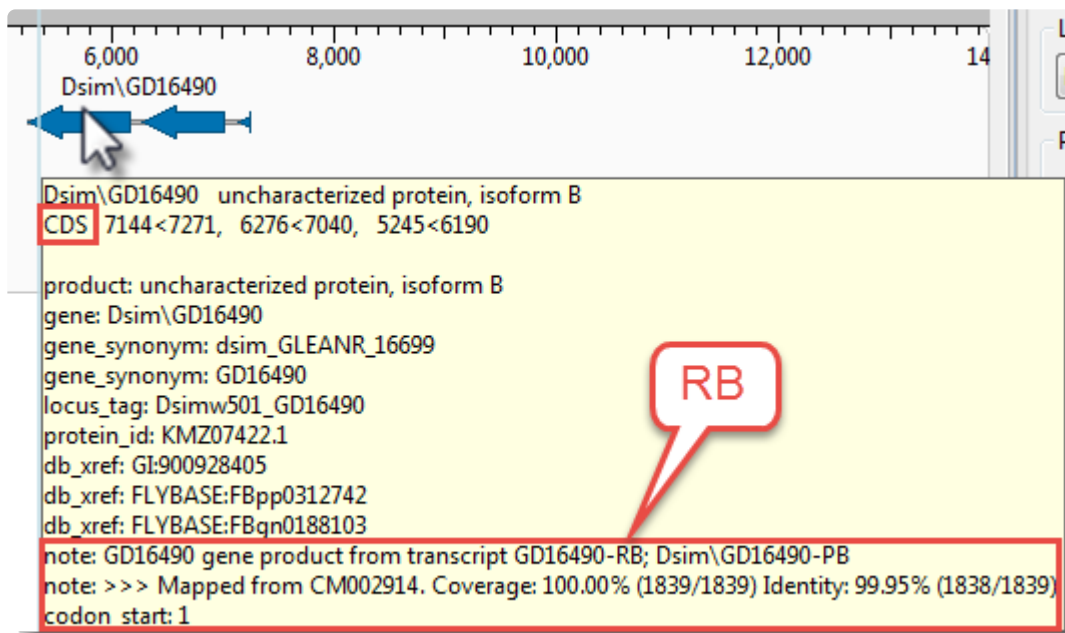 6,000 8,000 10,000 12,000 14
Dsim\GD16490
Dsim\GD16490 uncharacterized protein, isoform B
CDS 7144<7271, 6276<7040, 5245<6190
product: uncharacterized protein, isoform B
gene: Dsim\GD16490
gene_synonym: dsim_GLEANR_16699
gene_synonym: GD16490
RB
locus_tag: Dsimw501_GD16490
protein_id: KMZ07422.1
db_xref: GI:900928405
db_xref: FLYBASE:FBpp0312742
db_xref: FLYBASE:FBgn0188103
note: GD16490 gene product from transcript GD16490-RB; Dsim\GD16490-PB
note: >>> Mapped from CM002914. Coverage: 100.00% (1839/1839) Identity: 99.95% (1838/1839)
codon_start: 1